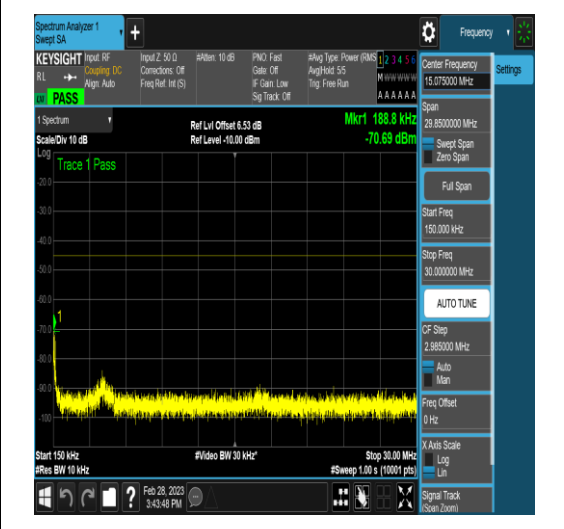 Spectrum Analyzer 1
Swept SA
+
Frequency
KEYSIGHT
Input: RF
Input Z: 50 Ω
#Atten: 10 dB
PNO: Fast
#Avg Type: Power (RMS
1 2 3 4 5 6
RL
Coupling: DC
Corrections: Off
Gate: Off
Avg|Hold: 5/5
M W W W W W
Align: Auto
Freq Ref: Int (S)
IF Gain: Low
Trig: Free Run
Sig Track: Off
A A A A A A
PASS
1 Spectrum
Scale/Div 10 dB
Ref Lvl Offset 6.53 dB
Ref Level -10.00 dBm
Mkr1 188.8 kHz
-70.69 dBm
Log
Trace 1 Pass
-20.0
-30.0
-40.0
-50.0
-60.0
1
-70.0
-80.0
-90.0
-100
Start 150 kHz
#Video BW 30 kHz*
Stop 30.00 MHz
#Res BW 10 kHz
#Sweep 1.00 s (10001 pts)
?
Feb 28, 2023
3:43:48 PM
Center Frequency
15.075000 MHz
Settings
Span
29.8500000 MHz
Swept Span
Zero Span
Full Span
Start Freq
150.000 kHz
Stop Freq
30.000000 MHz
AUTO TUNE
CF Step
2.985000 MHz
Auto
Man
Freq Offset
0 Hz
X Axis Scale
Log
Lin
Signal Track
(Span Zoom)